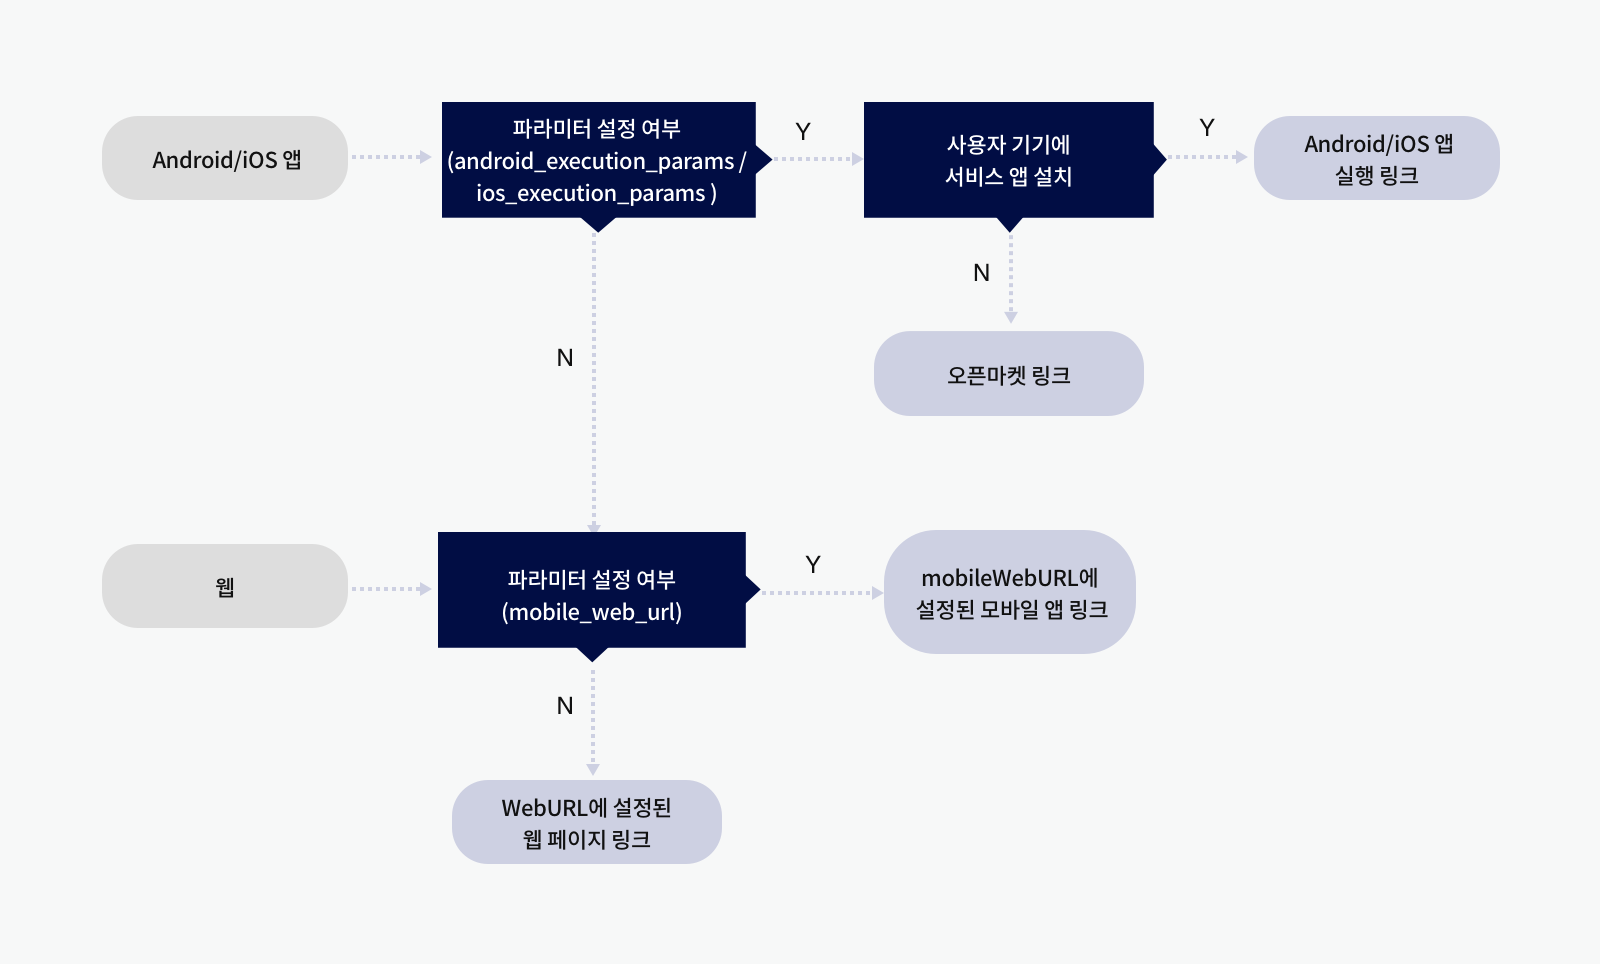 Android/iOS 앱
파라미터 설정 여부
(android_execution_params /
ios_execution_params )
Y
사용자 기기에
서비스 앱 설치
Y
Android/iOS 앱
실행 링크
N
오픈마켓 링크
N
웹
파라미터 설정 여부
(mobile_web_url)
Y
mobileWebURL에
설정된 모바일 앱 링크
N
WebURL에 설정된
웹 페이지 링크